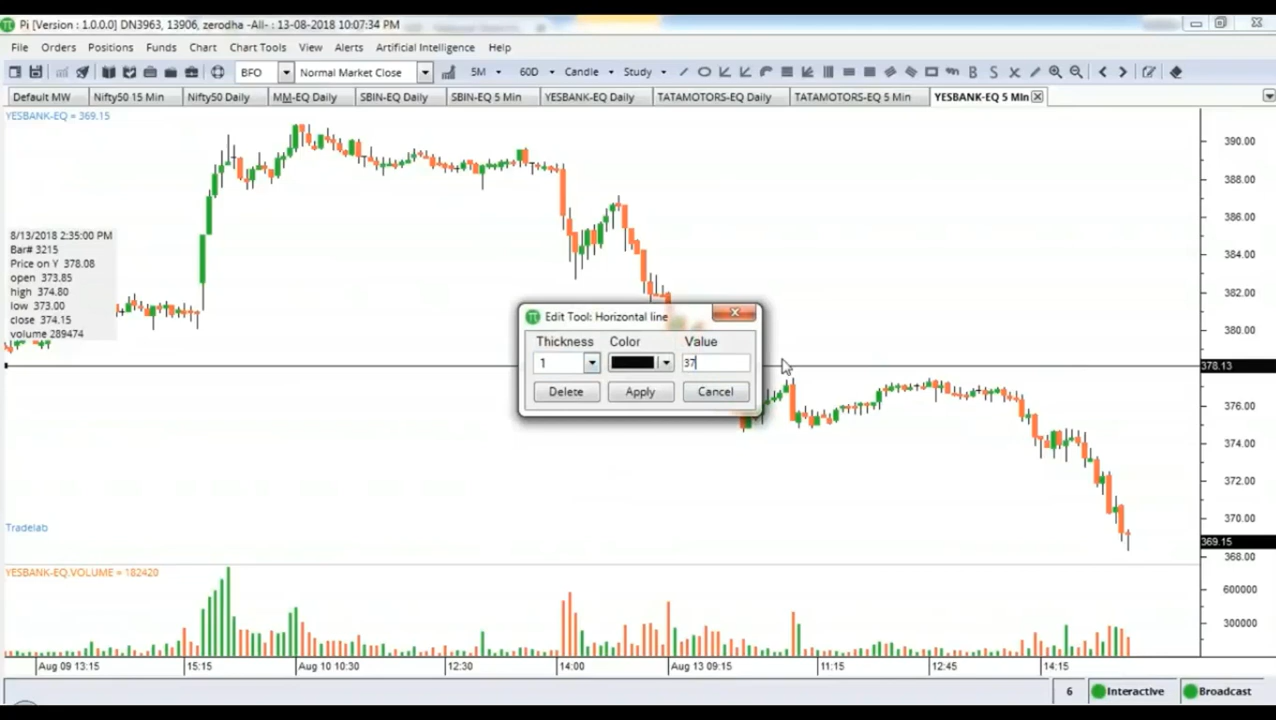 Pi [Version : 1.0.0.0] DN3963, 13906, zerodha -All- : 13-08-2018 10:07:34 PM
File Orders Positions Funds Chart Chart Tools View Alerts Artificial Intelligence Help
BFO Normal Market Close 5M 60D Candle Study B S
Default MW Nifty50 15 Min Nifty50 Daily MM-EQ Daily SBIN-EQ Daily SBIN-EQ 5 Min YESBANK-EQ Daily TATAMOTORS-EQ Daily TATAMOTORS-EQ 5 Min YESBANK-EQ 5 Min
YESBANK-EQ = 369.15
390.00
388.00
386.00
384.00
382.00
380.00
378.13
376.00
374.00
372.00
370.00
369.15
368.00
8/13/2018 2:35:00 PM
Bar# 3215
Price on Y 378.08
open 373.85
high 374.80
low 373.00
close 374.15
volume 289474
Edit Tool: Horizontal line
Thickness Color Value
1 37
Delete Apply Cancel
Tradelab
YESBANK-EQ.VOLUME = 182420
600000
300000
Aug 09 13:15 15:15 Aug 10 10:30 12:30 14:00 Aug 13 09:15 11:15 12:45 14:15
6 Interactive Broadcast